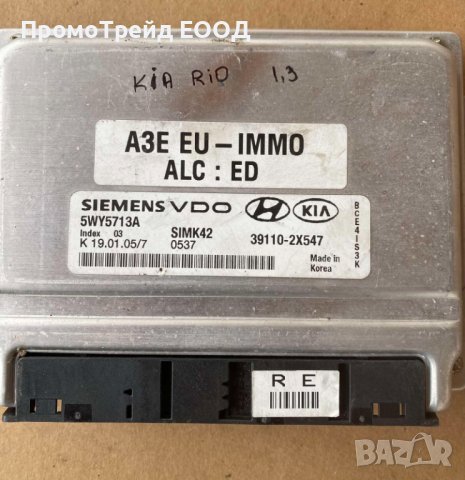 ПромоТрейд ЕООД
KIA RIO 1,3
A3E EU-IMMO
ALC : ED
SIEMENS VDO
KIA
5WY5713A
Index 03
SIMK42
K 19.01.05/7
0537
39110-2X547
Made in
Korea
BCE4IS3K
R E
BAZAR